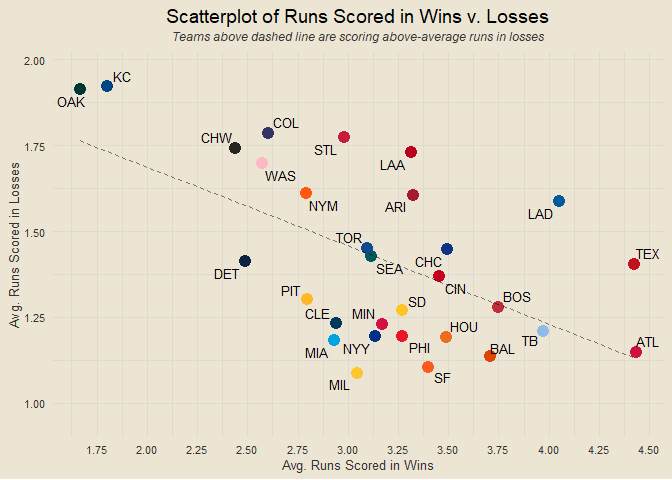 Scatterplot of Runs Scored in Wins v. Losses
Teams above dashed line are scoring above-average runs in losses
Avg. Runs Scored in Losses
2.00
1.75
1.50
1.25
1.00
KC
OAK
COL
CHW
STL
LAA
WAS
NYM
ARI
LAD
TOR
SEA
CHC
TEX
DET
CIN
PIT
BOS
SD
CLE
MIN
HOU
MIA
NYY
PHI
BAL
TB
ATL
MIL
SF
1.75
2.00
2.25
2.50
2.75
3.00
3.25
3.50
3.75
4.00
4.25
4.50
Avg. Runs Scored in Wins